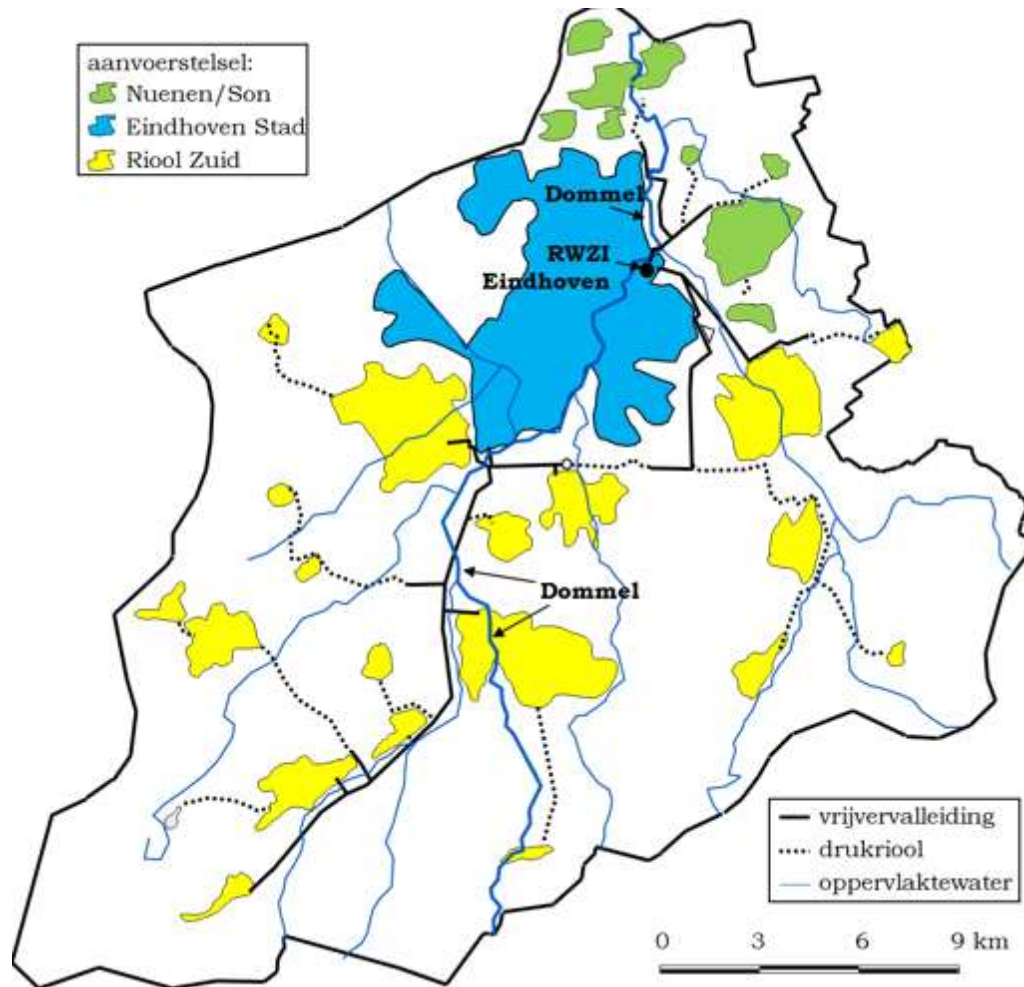 aanvoerstelsel:
Nuenen/Son
Eindhoven Stad
Riool Zuid
Dommel
RWZI
Eindhoven
Dommel
vrijvervalleiding
drukriool
oppervlaktewater
0 3 6 9 km